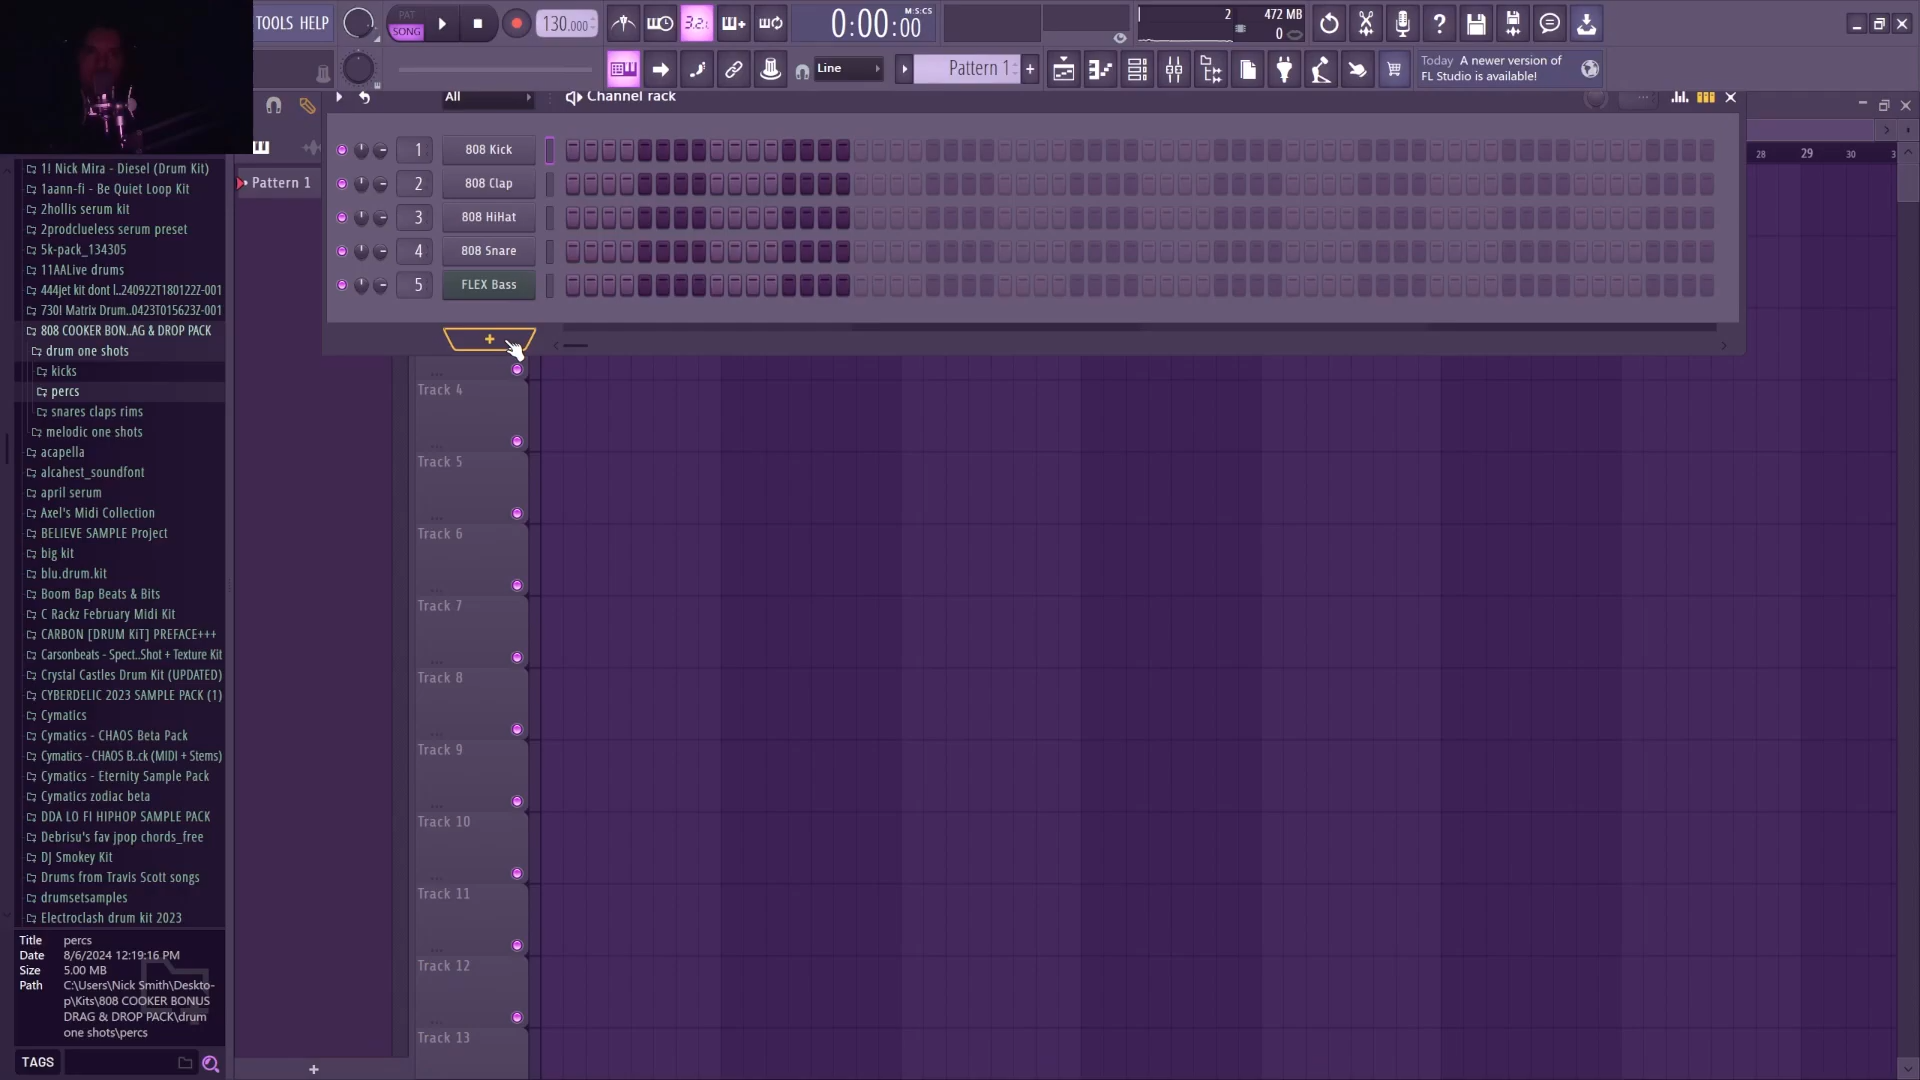 TOOLS HELP
PAT
SONG
130.000
3.2
0:00:00
M:S:CS
2
472 MB
0
Line
Pattern 1
Today A newer version of
FL Studio is available!
All
Channel rack
1 808 Kick
2 808 Clap
3 808 HiHat
4 808 Snare
5 FLEX Bass
+
28 29 30 3
Pattern 1
1! Nick Mira - Diesel (Drum Kit)
1aann-fi - Be Quiet Loop Kit
2hollis serum kit
2prodclueless serum preset
5k-pack_134305
11AALive drums
444jet kit dont l..240922T180122Z-001
730I Matrix Drum..0423T015623Z-001
808 COOKER BON..AG & DROP PACK
drum one shots
kicks
percs
snares claps rims
melodic one shots
acapella
alcahest_soundfont
april serum
Axel's Midi Collection
BELIEVE SAMPLE Project
big kit
blu.drum.kit
Boom Bap Beats & Bits
C Rackz February Midi Kit
CARBON [DRUM KiT] PREFACE+++
Carsonbeats - Spect..Shot + Texture Kit
Crystal Castles Drum Kit (UPDATED)
CYBERDELIC 2023 SAMPLE PACK (1)
Cymatics
Cymatics - CHAOS Beta Pack
Cymatics - CHAOS B..ck (MIDI + Stems)
Cymatics - Eternity Sample Pack
Cymatics zodiac beta
DDA LO FI HIPHOP SAMPLE PACK
Debrisu's fav jpop chords_free
DJ Smokey Kit
Drums from Travis Scott songs
drumsetsamples
Electroclash drum kit 2023
Title percs
Date 8/6/2024 12:19:16 PM
Size 5.00 MB
Path C:\Users\Nick Smith\Deskto-
p\Kits\808 COOKER BONUS
DRAG & DROP PACK\drum
one shots\percs
TAGS
+
Track 4
Track 5
Track 6
Track 7
Track 8
Track 9
Track 10
Track 11
Track 12
Track 13